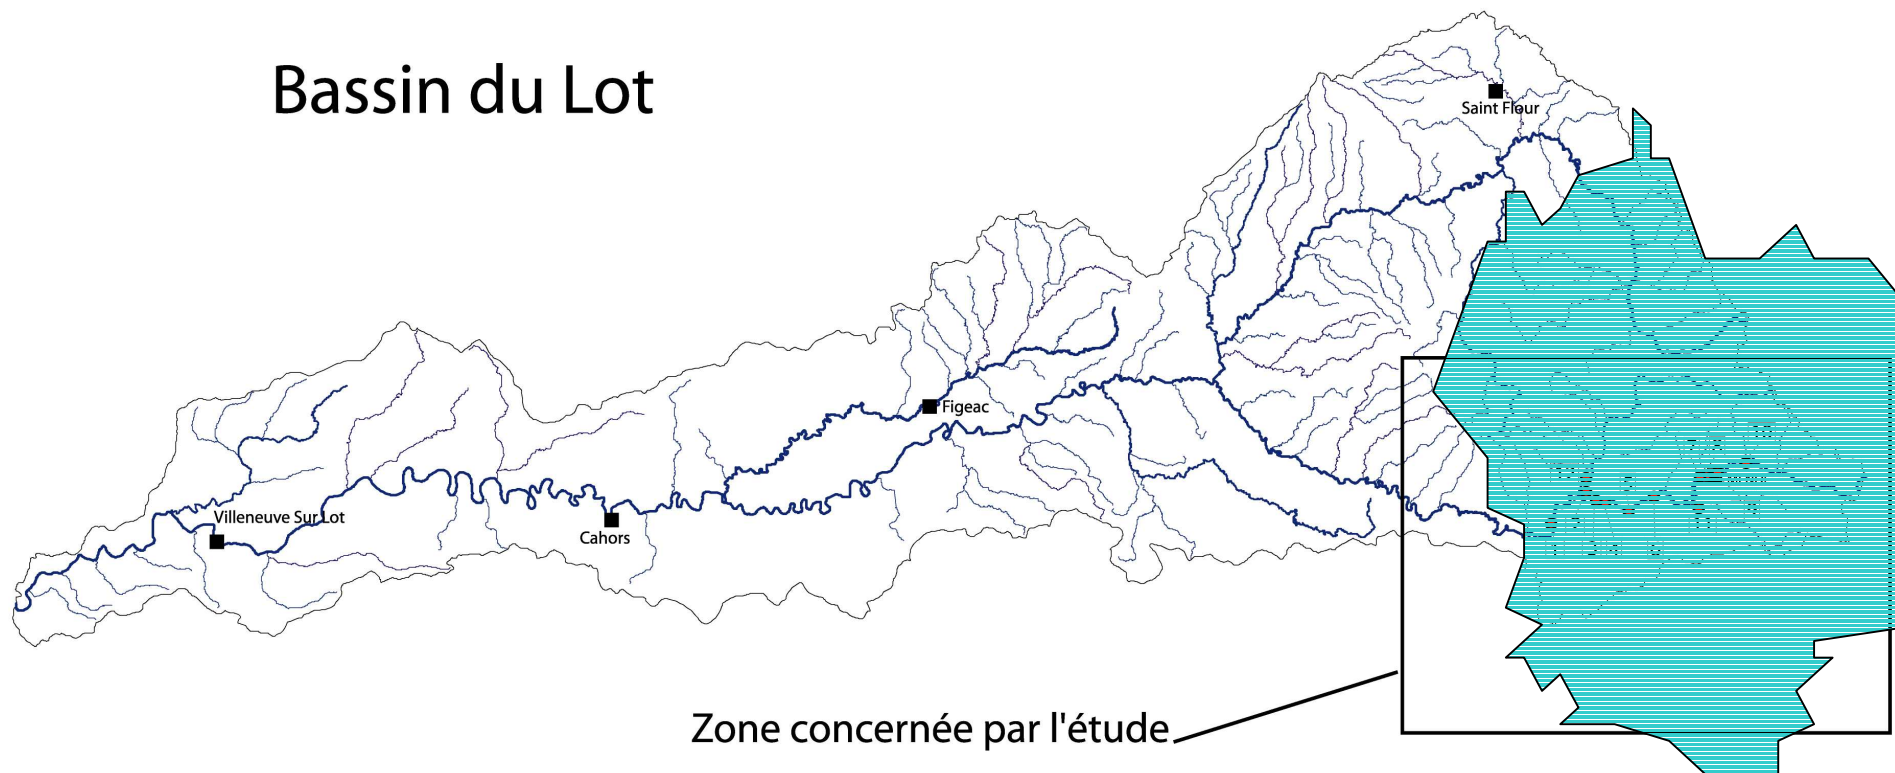 Bassin du Lot
Saint Flour
Figeac
Villeneuve Sur Lot
Cahors
Zone concernée par l'étude